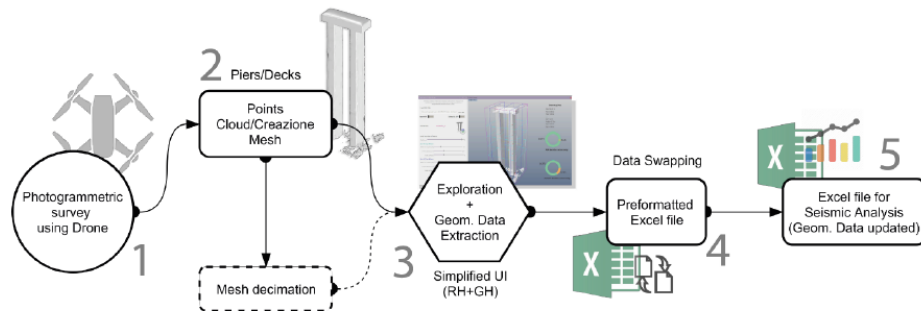 1
Photogrammetric
survey
using Drone
2
Piers/Decks
Points
Cloud/Creazione
Mesh
Mesh decimation
3
Exploration
+
Geom. Data
Extraction
Simplified UI
(RH+GH)
Data Swapping
Preformatted
Excel file
X
4
X
5
Excel file for
Seismic Analysis
(Geom. Data updated)